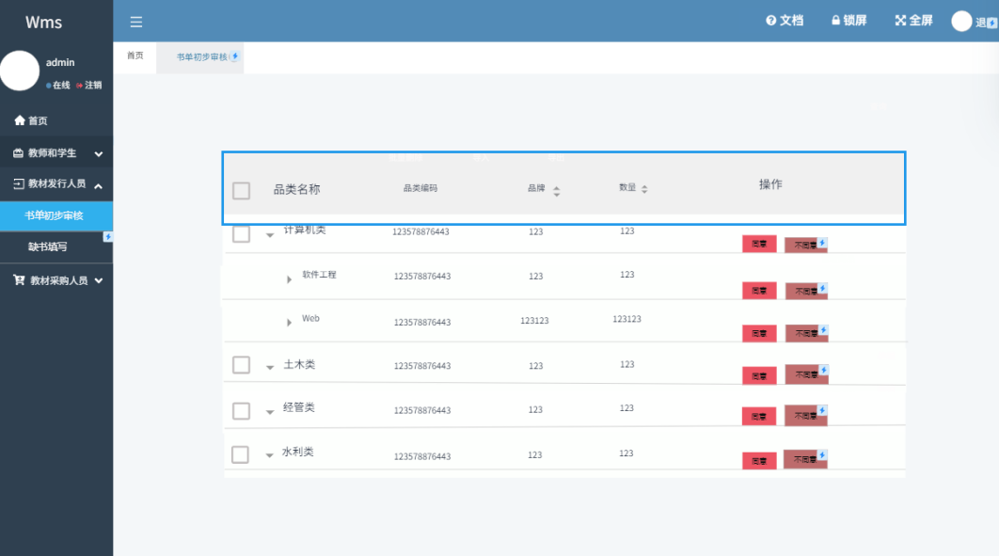 Wms
文档 锁屏 全屏 退
admin
在线 注销
首页 书单初步审核
首页
教师和学生
教材发行人员
书单初步审核
缺书填写
教材采购人员
品类名称 品类编码 品牌 数量 操作
计算机类 123578876443 123 123 同意 不同意
软件工程 123578876443 123 123 同意 不同意
Web 123578876443 123123 123123 同意 不同意
土木类 123578876443 123 123 同意 不同意
经管类 123578876443 123 123 同意 不同意
水利类 123578876443 123 123 同意 不同意